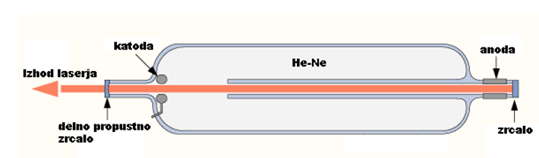 katoda
anoda
He-Ne
Izhod laserja
delno propustno
zrcalo
zrcalo